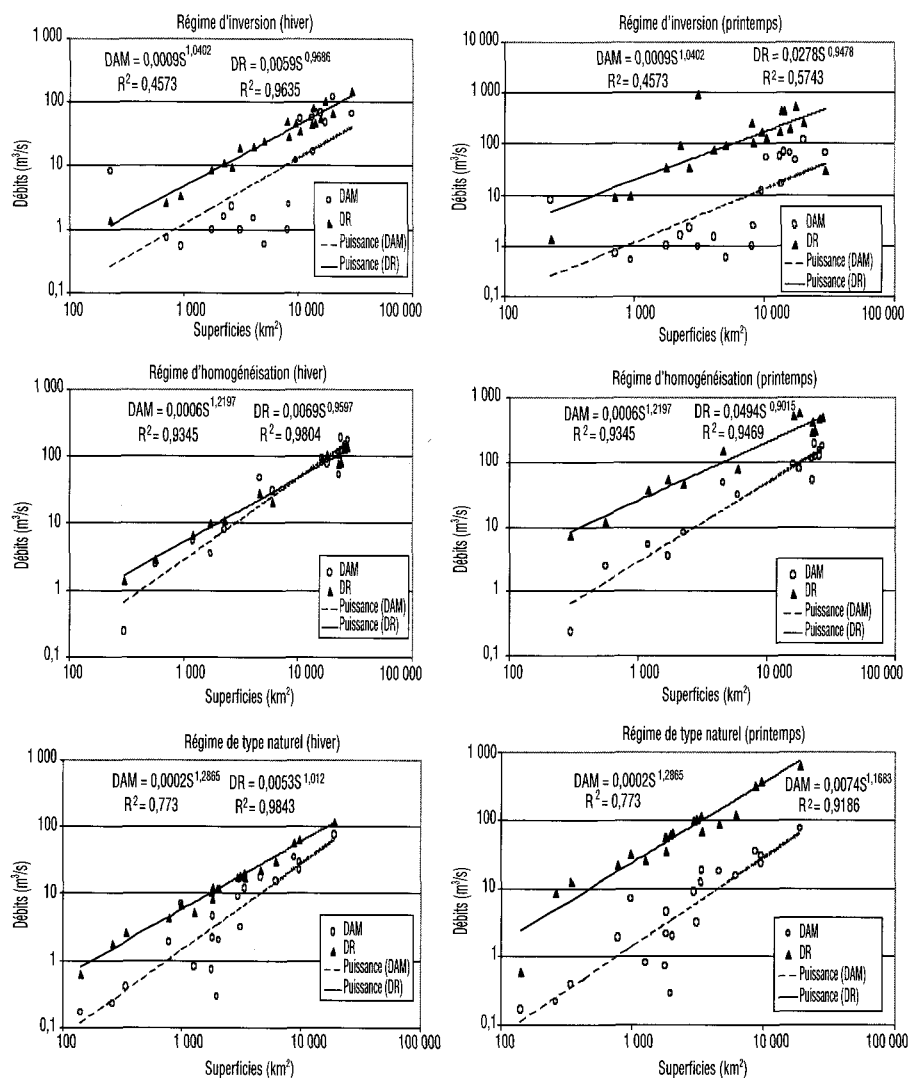 Régime d'inversion (hiver)
1 000
100
10
1
0,1
DAM = 0,0009S^1,0402
R² = 0,4573
DR = 0,0059S^0,9686
R² = 0,9635
DAM
DR
Puissance (DAM)
Puissance (DR)
Débits (m³/s)
100
1 000
10 000
100 000
Superficies (km²)
Régime d'inversion (printemps)
10 000
1 000
100
10
1
0,1
DAM = 0,0009S^1,0402
R² = 0,4573
DR = 0,0278S^0,9478
R² = 0,5743
DAM
DR
Puissance (DAM)
Puissance (DR)
Débits (m³/s)
100
1 000
10 000
100 000
Superficies (km²)
Régime d'homogénéisation (hiver)
1 000
100
10
1
0,1
DAM = 0,0006S^1,2197
R² = 0,9345
DR = 0,0069S^0,9597
R² = 0,9804
DAM
DR
Puissance (DAM)
Puissance (DR)
Débits (m³/s)
100
1 000
10 000
100 000
Superficies (km²)
Régime d'homogénéisation (printemps)
1 000
100
10
1
0,1
DAM = 0,0006S^1,2197
R² = 0,9345
DR = 0,0494S^0,9015
R² = 0,9469
DAM
DR
Puissance (DAM)
Puissance (DR)
Débits (m³/s)
100
1 000
10 000
100 000
Superficies (km²)
Régime de type naturel (hiver)
1 000
100
10
1
0,1
DAM = 0,0002S^1,2865
R² = 0,773
DR = 0,0053S^1,012
R² = 0,9843
DAM
DR
Puissance (DAM)
Puissance (DR)
Débits (m³/s)
100
1 000
10 000
100 000
Superficies (km²)
Régime de type naturel (printemps)
1 000
100
10
1
0,1
DAM = 0,0002S^1,2865
R² = 0,773
DAM = 0,0074S^1,1683
R² = 0,9186
DAM
DR
Puissance (DAM)
Puissance (DR)
Débits (m³/s)
100
1 000
10 000
100 000
Superficies (km²)